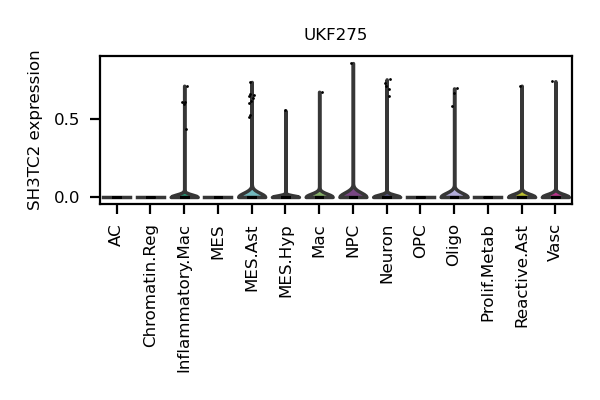 UKF275
SH3TC2 expression
0.5
0.0
AC
Chromatin.Reg
Inflammatory.Mac
MES
MES.Ast
MES.Hyp
Mac
NPC
Neuron
OPC
Oligo
Prolif.Metab
Reactive.Ast
Vasc